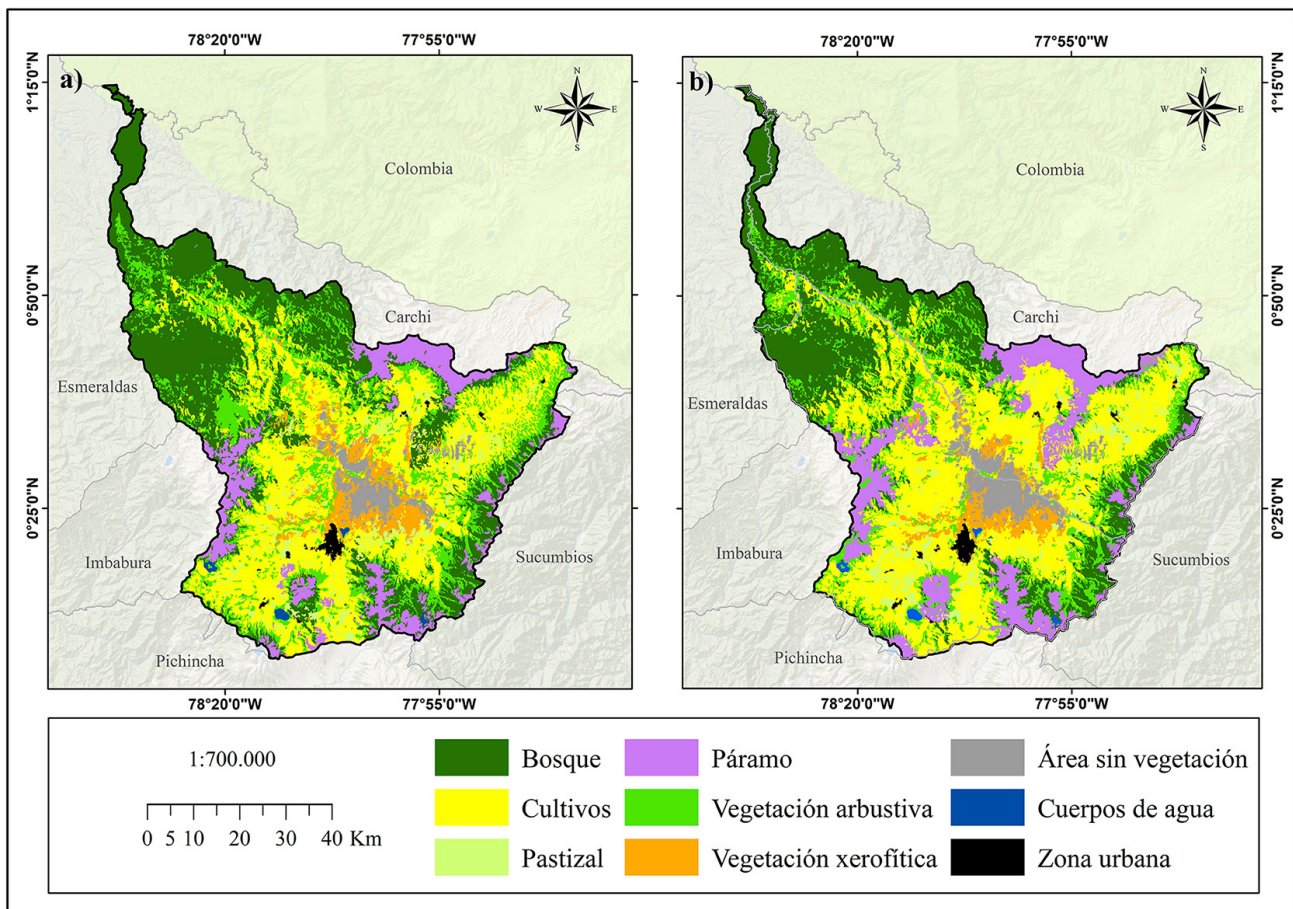 78°20'0"W 77°55'0"W 78°20'0"W 77°55'0"W
a)
N
W E
S
Colombia
Carchi
Esmeraldas
Imbabura
Sucumbios
Pichincha
1°15'0"N
0°50'0"N
0°25'0"N
78°20'0"W 77°55'0"W
b)
N
W E
S
Colombia
Carchi
Esmeraldas
Imbabura
Sucumbios
Pichincha
1°15'0"N
0°50'0"N
0°25'0"N
78°20'0"W 77°55'0"W
1:700.000
0 5 10 20 30 40 Km
Bosque
Cultivos
Pastizal
Páramo
Vegetación arbustiva
Vegetación xerofítica
Área sin vegetación
Cuerpos de agua
Zona urbana